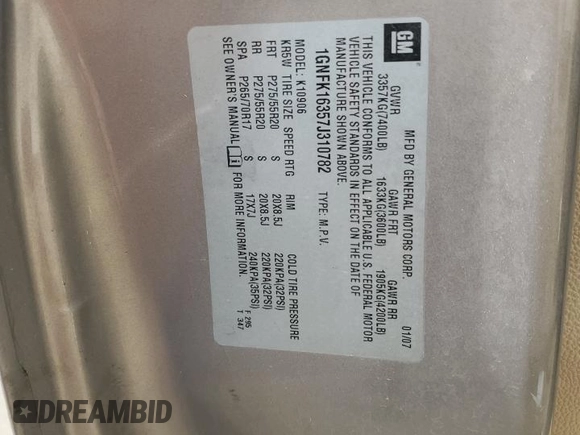 GM
MFD BY GENERAL MOTORS CORP. 01/07
GVWR GAWR FRT GAWR RR
3357KG(7400LB) 1633KG(3600LB) 1905KG(4200LB)
THIS VEHICLE CONFORMS TO ALL APPLICABLE U.S. FEDERAL MOTOR
VEHICLE SAFETY STANDARDS IN EFFECT ON THE DATE OF
MANUFACTURE SHOWN ABOVE.
1GNFK16357J310782 TYPE: M.P.V.
MODEL: K10906
KR5W TIRE SIZE SPEED RTG RIM COLD TIRE PRESSURE
FRT P275/55R20 S 20X8.5J 220KPA(32PSI)
RR P275/55R20 S 20X8.5J 220KPA(32PSI)
SPA P265/70R17 S 17X7J 240KPA(35PSI)
SEE OWNER'S MANUAL FOR MORE INFORMATION.
F 295
T 347
DREAMBID